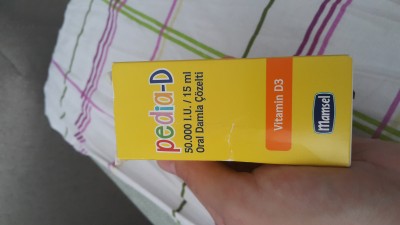 pedia-D
50.000 I.U. / 15 ml
Oral Damla Çözelti
Vitamin D3
Mamsel